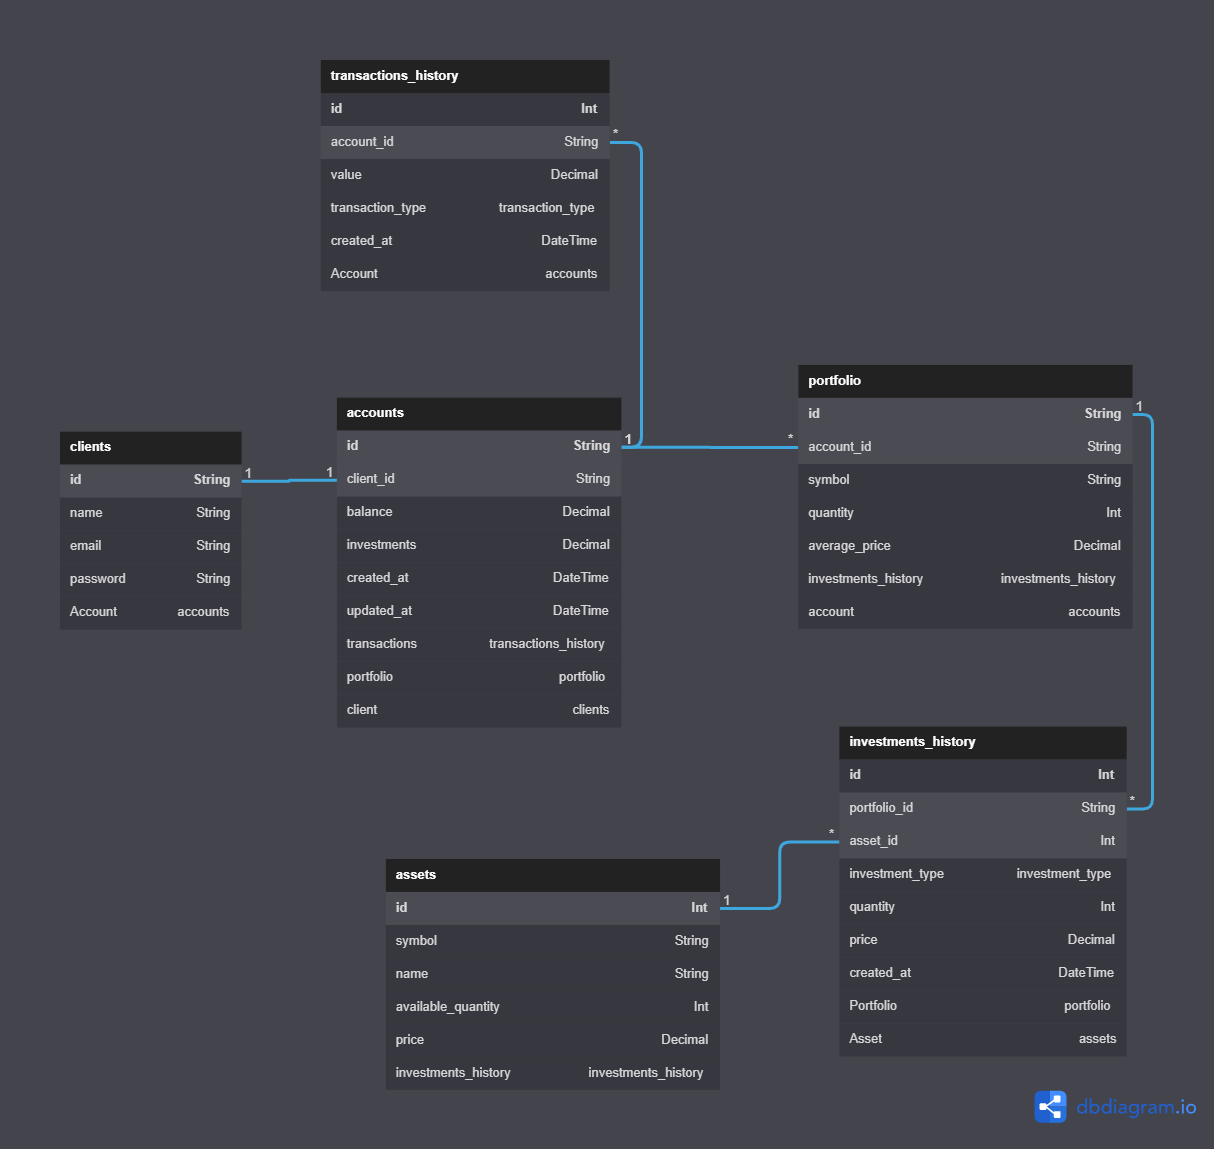 transactions_history
id Int
account_id String *
value Decimal
transaction_type transaction_type
created_at DateTime
Account accounts
clients
id String 1
name String
email String
password String
Account accounts
accounts
id String 1
1 client_id String
balance Decimal
investments Decimal
created_at DateTime
updated_at DateTime
transactions transactions_history
portfolio portfolio
client clients
portfolio
id String 1
* account_id String
symbol String
quantity Int
average_price Decimal
investments_history investments_history
account accounts
investments_history
id Int
portfolio_id String *
* asset_id Int
investment_type investment_type
quantity Int
price Decimal
created_at DateTime
Portfolio portfolio
Asset assets
assets
id Int 1
symbol String
name String
available_quantity Int
price Decimal
investments_history investments_history
dbdiagram.io